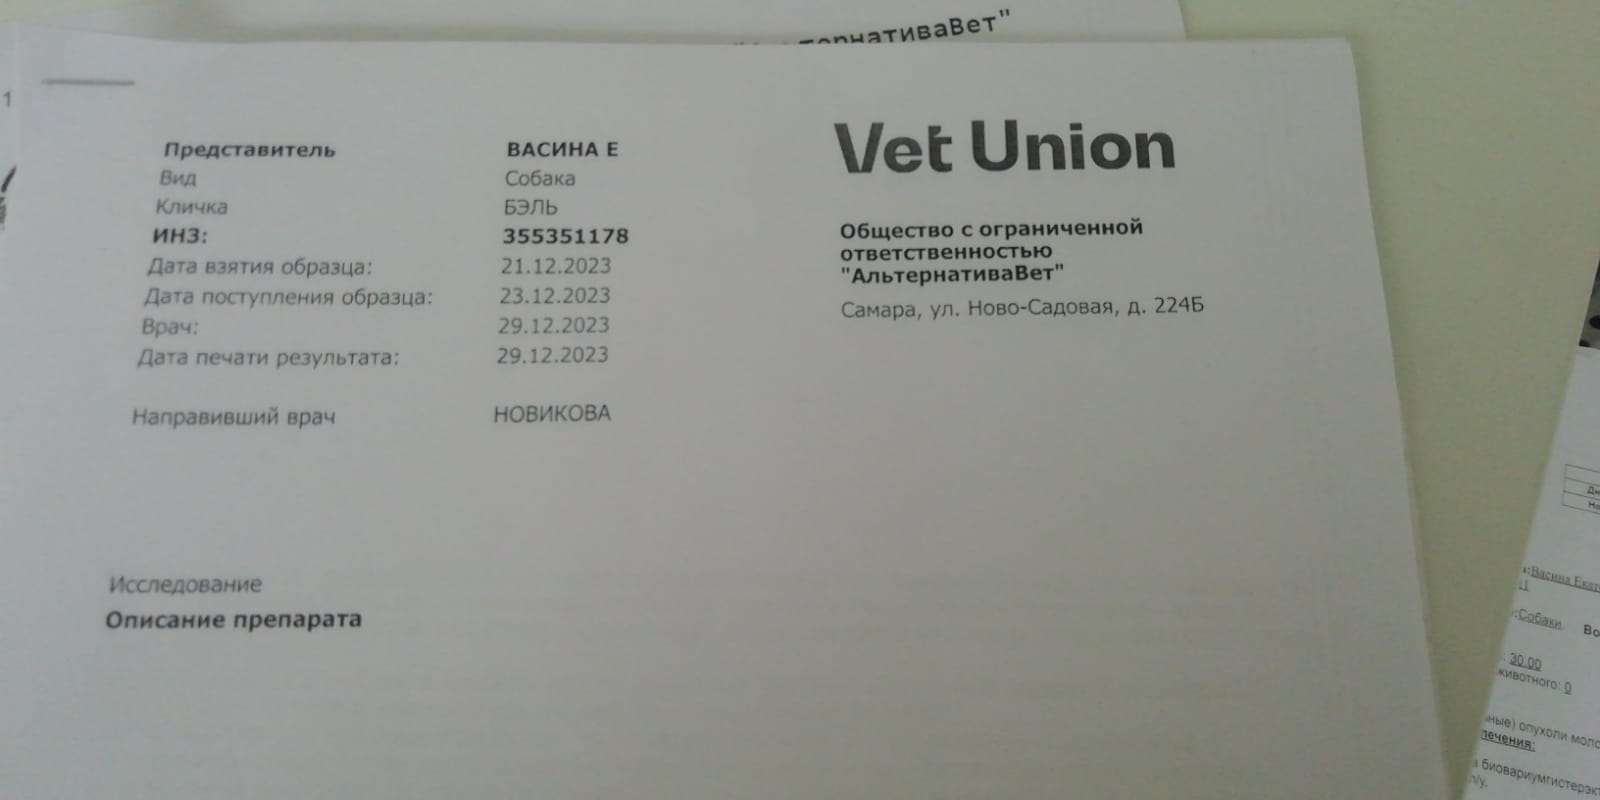 "АльтернативаВет"
1
Представитель ВАСИНА Е
Вид Собака
Кличка БЭЛЬ
ИНЗ: 355351178
Дата взятия образца: 21.12.2023
Дата поступления образца: 23.12.2023
Врач: 29.12.2023
Дата печати результата: 29.12.2023
Направивший врач НОВИКОВА
Vet Union
Общество с ограниченной
ответственностью
"АльтернативаВет"
Самара, ул. Ново-Садовая, д. 224Б
Исследование
Описание препарата
Васина
Собаки.
30.00
животного: 0
опухоли